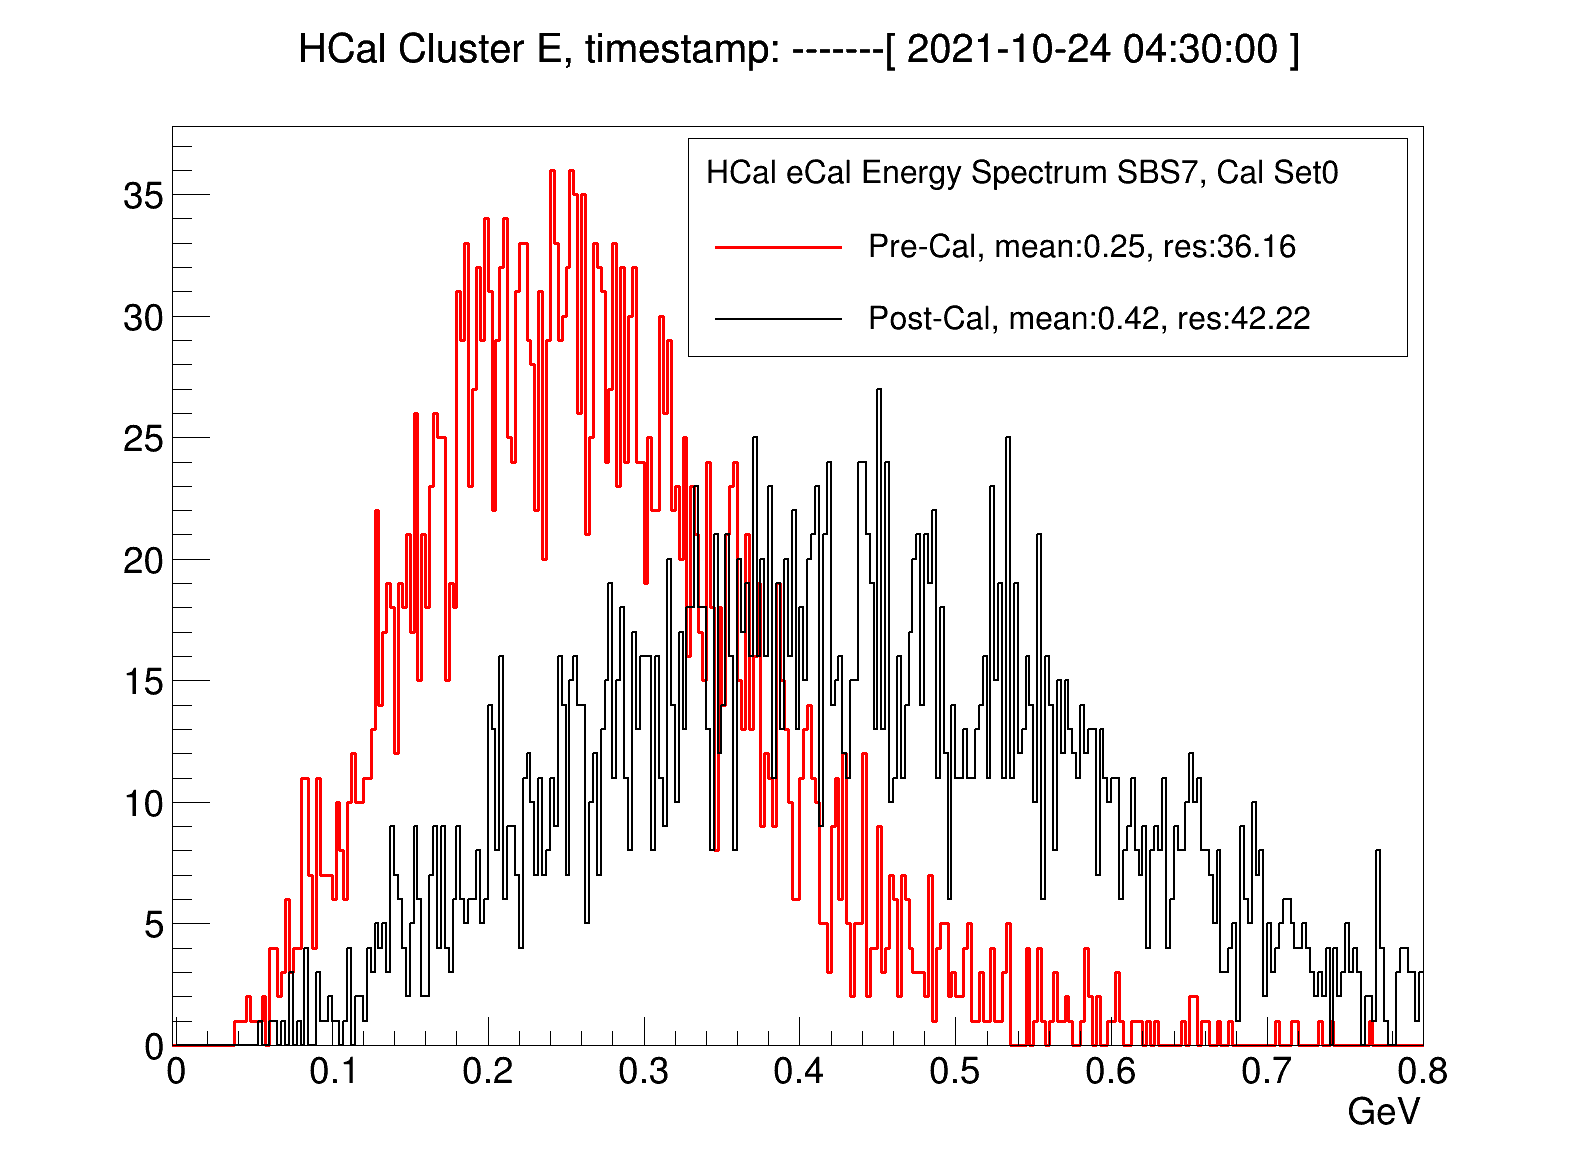 HCal Cluster E, timestamp: -------[ 2021-10-24 04:30:00 ]
HCal eCal Energy Spectrum SBS7, Cal Set0
Pre-Cal, mean:0.25, res:36.16
Post-Cal, mean:0.42, res:42.22
35
30
25
20
15
10
5
0
0 0.1 0.2 0.3 0.4 0.5 0.6 0.7 0.8
GeV